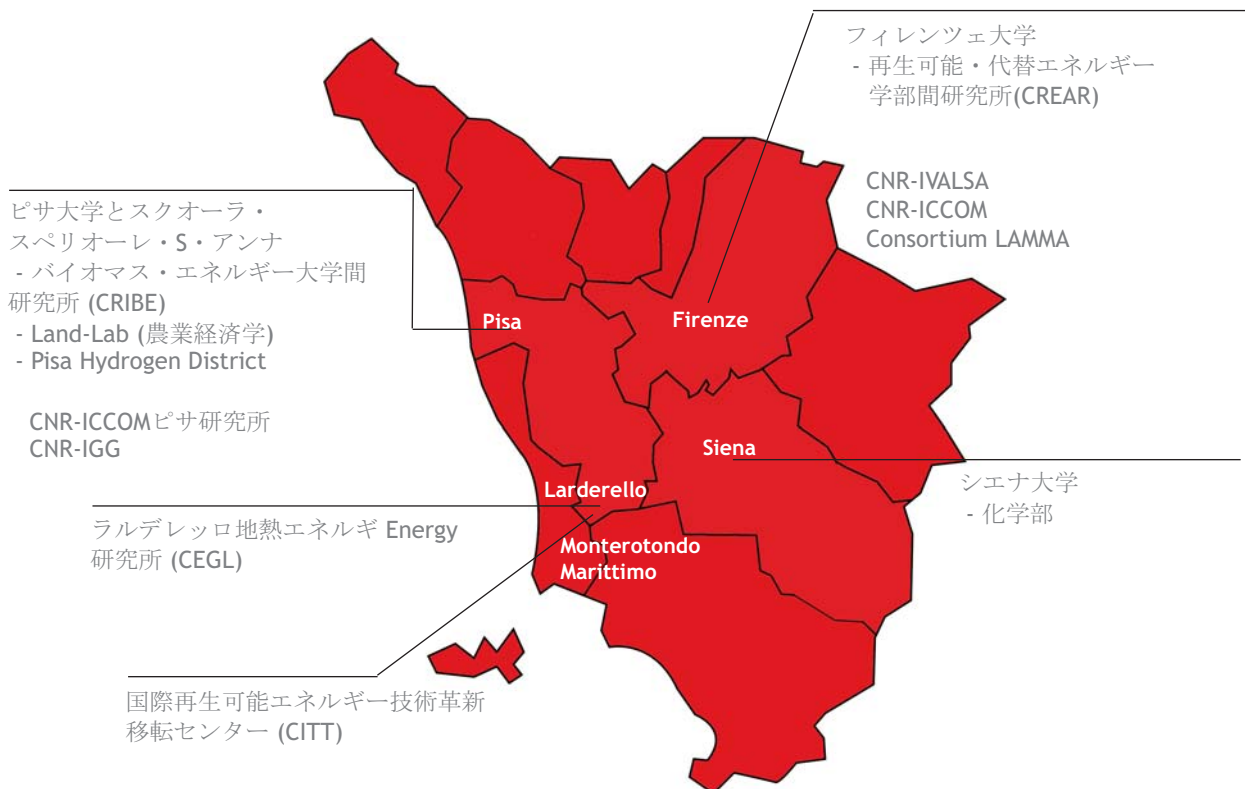 フィレンツェ大学
- 再生可能・代替エネルギー
学部間研究所(CREAR)
CNR-IVALSA
CNR-ICCOM
Consortium LAMMA
ピサ大学とスクオーラ・
スペリオーレ・S・アンナ
- バイオマス・エネルギー大学間
研究所 (CRIBE)
- Land-Lab (農業経済学)
- Pisa Hydrogen District
CNR-ICCOMピサ研究所
CNR-IGG
Pisa
Firenze
Siena
シエナ大学
- 化学部
Larderello
ラルデレッロ地熱エネルギ Energy
研究所 (CEGL)
Monterotondo
Marittimo
国際再生可能エネルギー技術革新
移転センター (CITT)